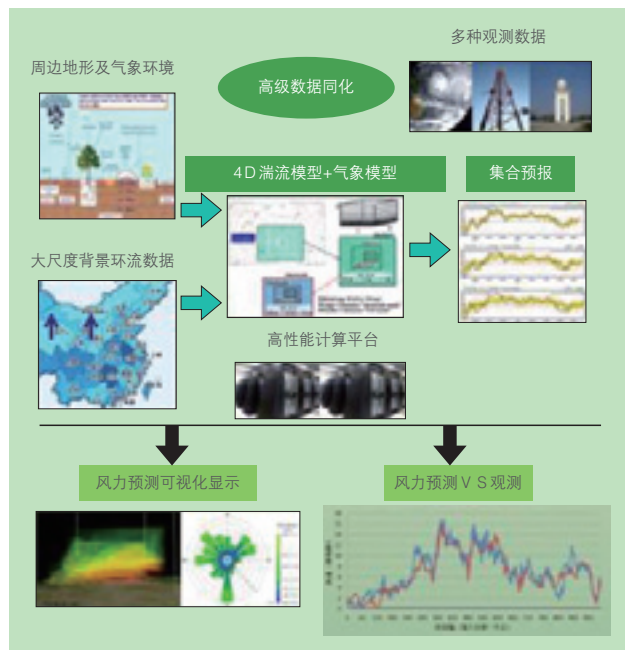 多种观测数据
周边地形及气象环境
高级数据同化
4D湍流模型+气象模型
集合预报
大尺度背景环流数据
高性能计算平台
风力预测可视化显示
风力预测VS观测